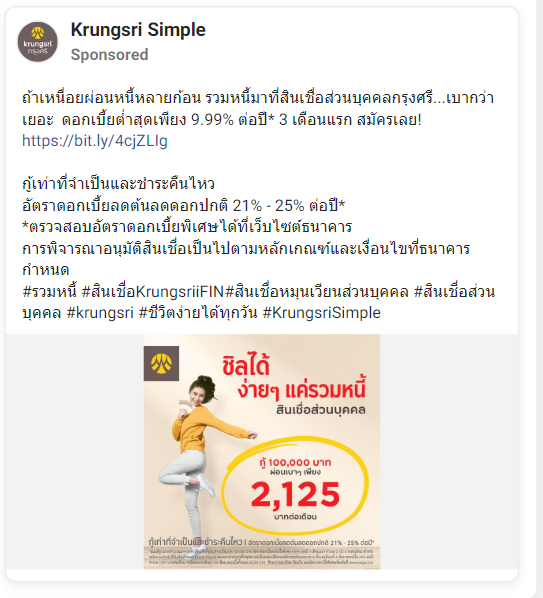 krungsri
กรุงศรี
Krungsri Simple
Sponsored
ถ้าเหนื่อยผ่อนหนี้หลายก้อน รวมหนี้มาที่สินเชื่อส่วนบุคคลกรุงศรี...เบากว่า
เยอะ ดอกเบี้ยต่ำสุดเพียง 9.99% ต่อปี* 3 เดือนแรก สมัครเลย!
https://bit.ly/4cjZLIg
กู้เท่าที่จำเป็นและชำระคืนไหว
อัตราดอกเบี้ยลดต้นลดดอกปกติ 21% - 25% ต่อปี*
*ตรวจสอบอัตราดอกเบี้ยพิเศษได้ที่เว็บไซต์ธนาคาร
การพิจารณาอนุมัติสินเชื่อเป็นไปตามหลักเกณฑ์และเงื่อนไขที่ธนาคาร
กำหนด
#รวมหนี้ #สินเชื่อKrungsriiFIN#สินเชื่อหมุนเวียนส่วนบุคคล #สินเชื่อส่วน
บุคคล #krungsri #ชีวิตง่ายได้ทุกวัน #KrungsriSimple
ชิลได้
ง่ายๆ แค่รวมหนี้
สินเชื่อส่วนบุคคล
กู้ 100,000 บาท
ผ่อนเบาๆ เพียง
2,125
บาทต่อเดือน
กู้เท่าที่จำเป็นและชำระคืนไหว | อัตราดอกเบี้ยลดต้นลดดอกปกติ 21% - 25% ต่อปี*